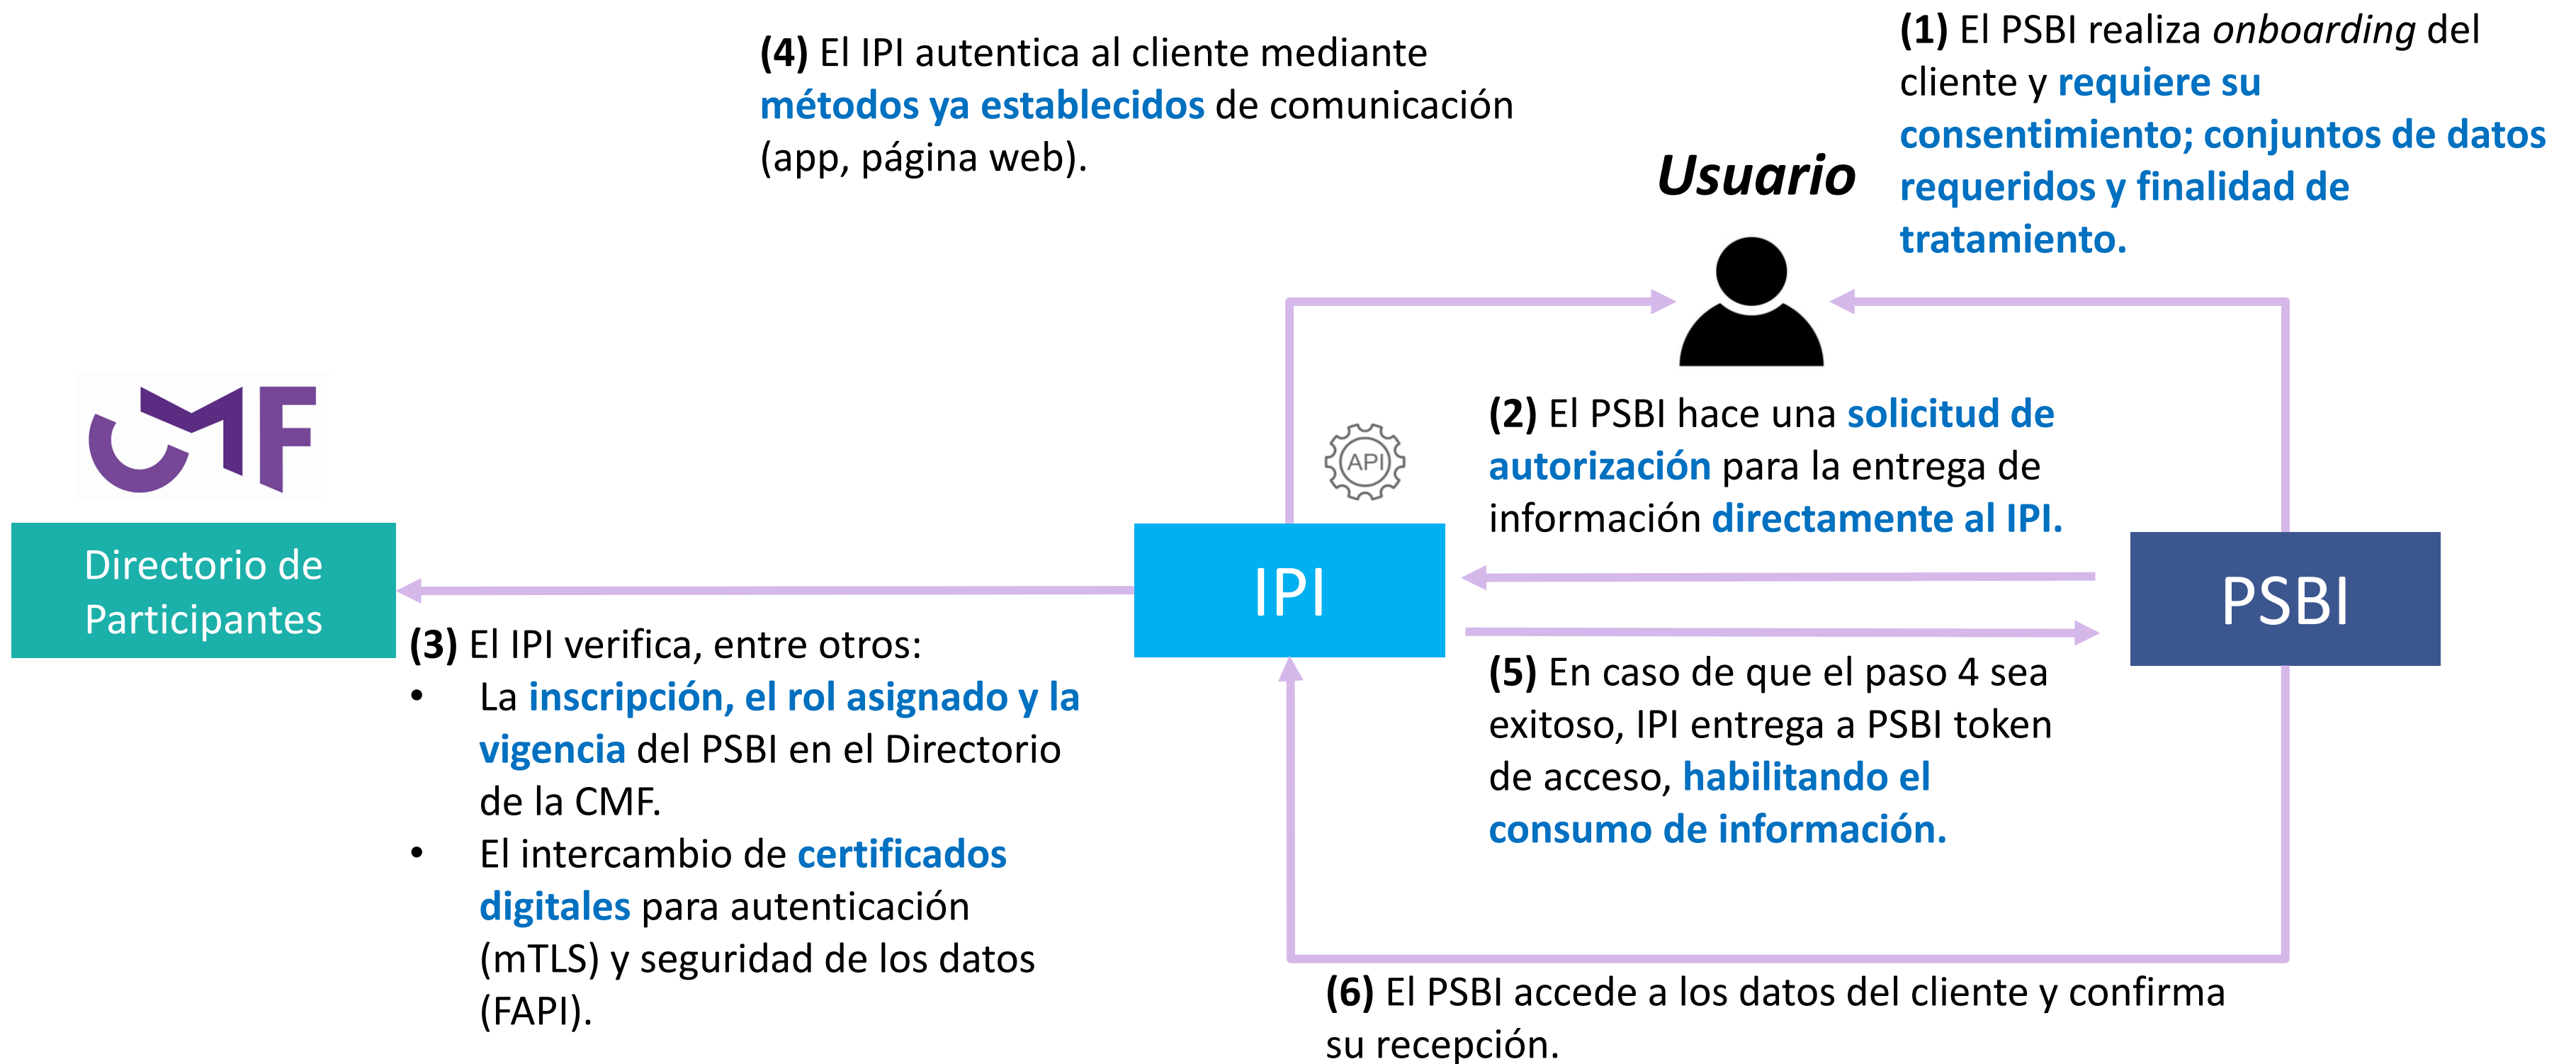 (4) El IPI autentica al cliente mediante
métodos ya establecidos de comunicación
(app, página web).
(1) El PSBI realiza onboarding del
cliente y requiere su
consentimiento; conjuntos de datos
requeridos y finalidad de
tratamiento.
Usuario
CMF
Directorio de
Participantes
API
(2) El PSBI hace una solicitud de
autorización para la entrega de
información directamente al IPI.
IPI
PSBI
(3) El IPI verifica, entre otros:
• La inscripción, el rol asignado y la
vigencia del PSBI en el Directorio
de la CMF.
• El intercambio de certificados
digitales para autenticación
(mTLS) y seguridad de los datos
(FAPI).
(5) En caso de que el paso 4 sea
exitoso, IPI entrega a PSBI token
de acceso, habilitando el
consumo de información.
(6) El PSBI accede a los datos del cliente y confirma
su recepción.